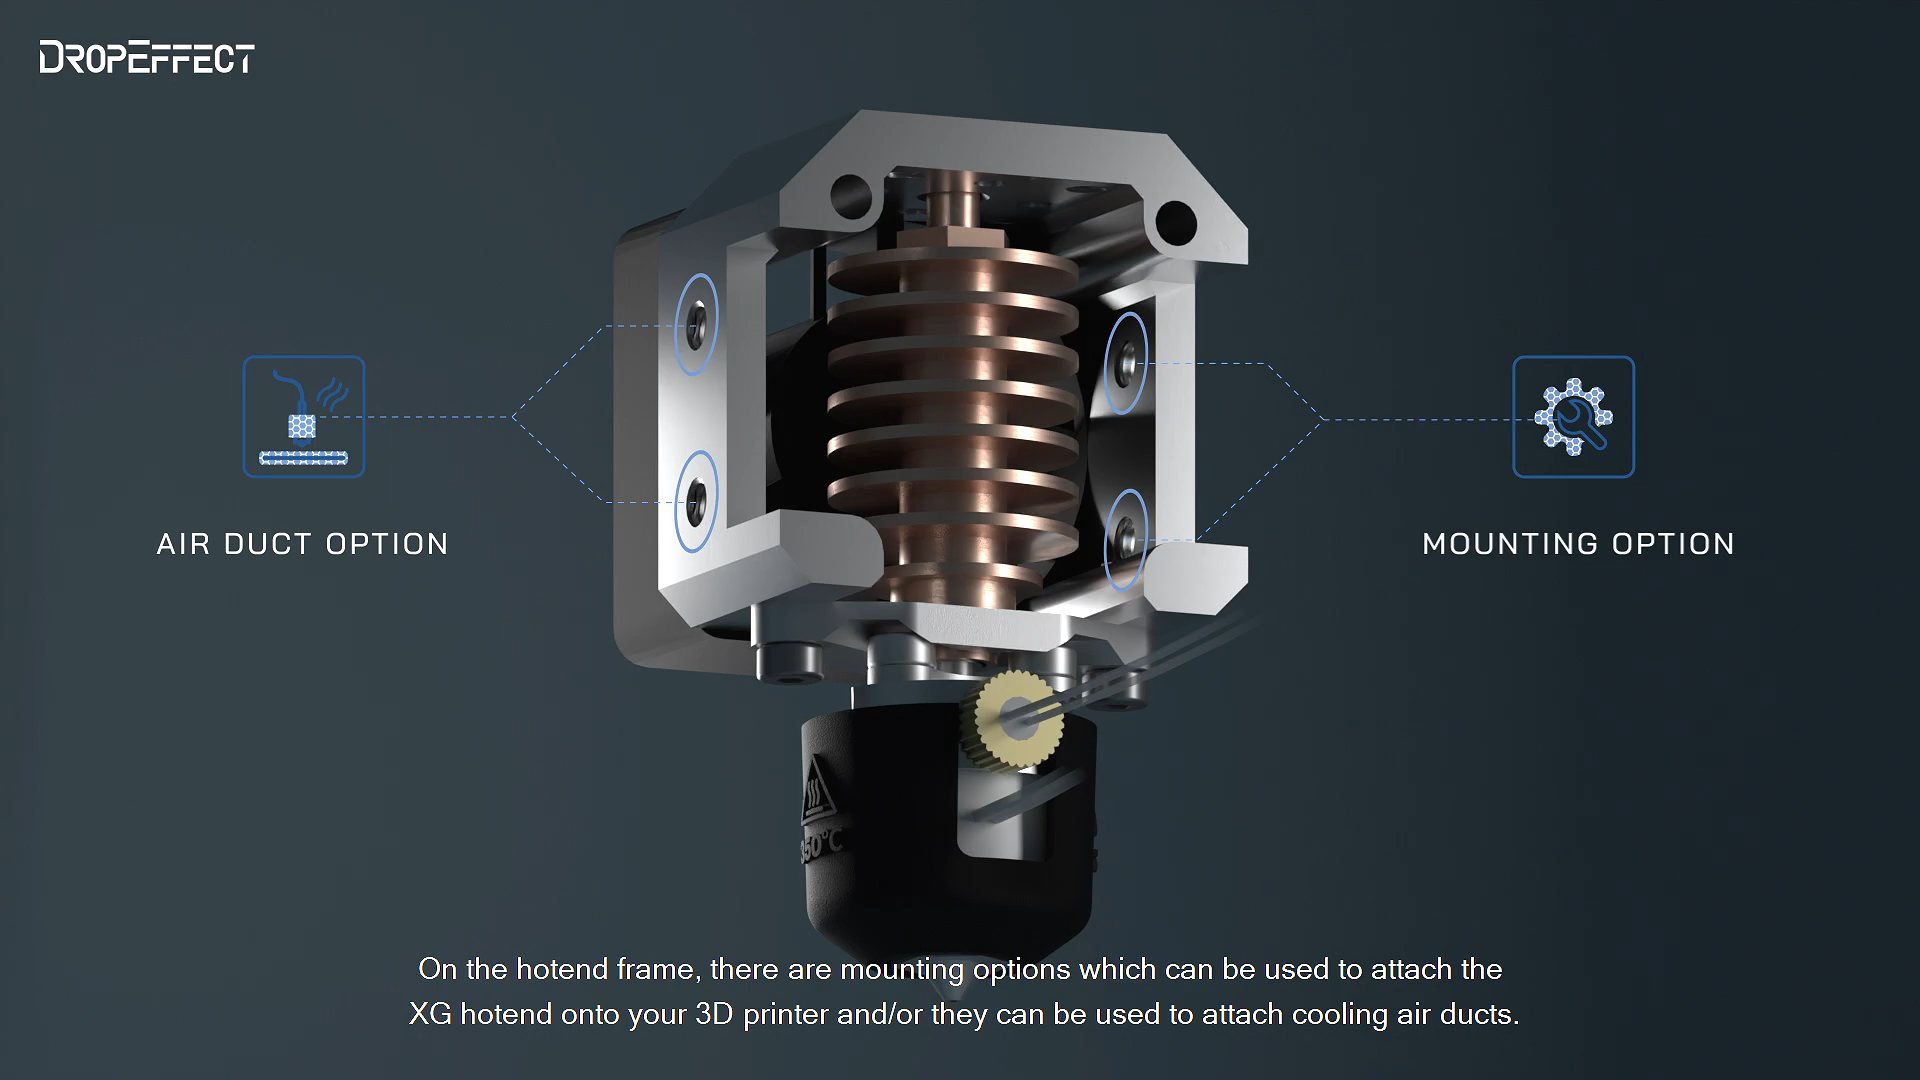 DROPEFFECT
AIR DUCT OPTION
MOUNTING OPTION
350°C
On the hotend frame, there are mounting options which can be used to attach the
XG hotend onto your 3D printer and/or they can be used to attach cooling air ducts.